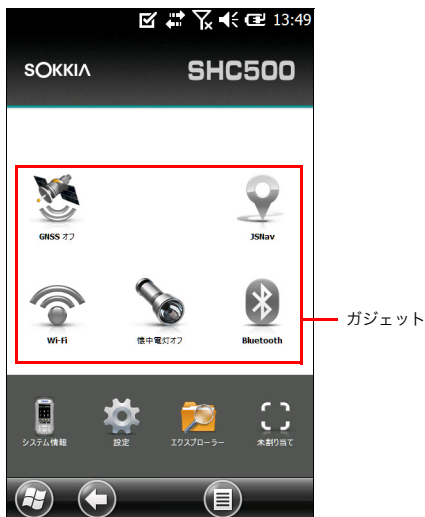 13:49
SOKKIA SHC500
GNSS オフ JSNav
Wi-Fi 懐中電灯オフ Bluetooth
ガジェット
システム情報 設定 エクスプローラー 未割り当て